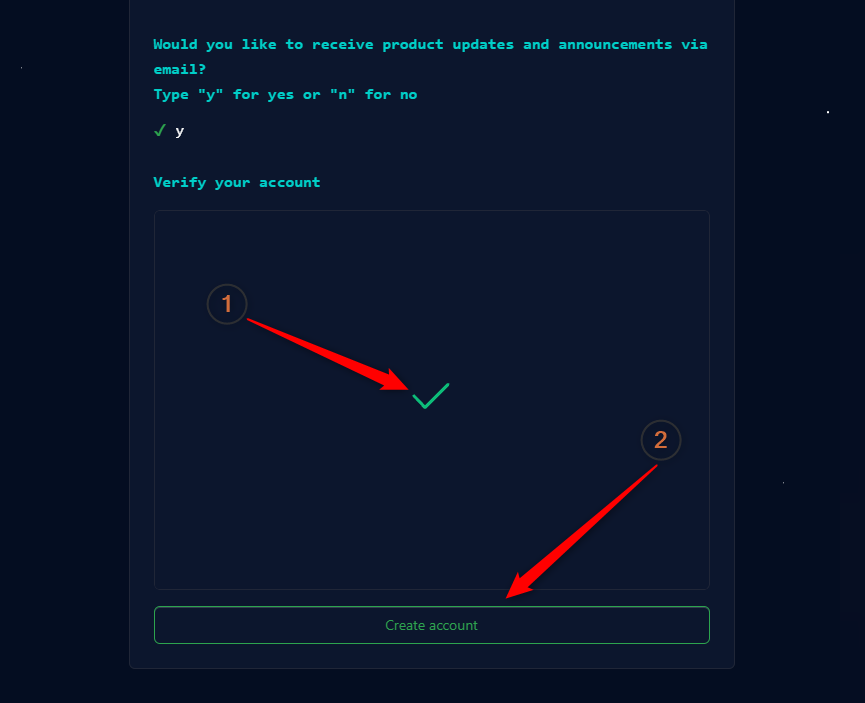 Would you like to receive product updates and announcements via
email?
Type "y" for yes or "n" for no
✓ y
Verify your account
1
2
Create account